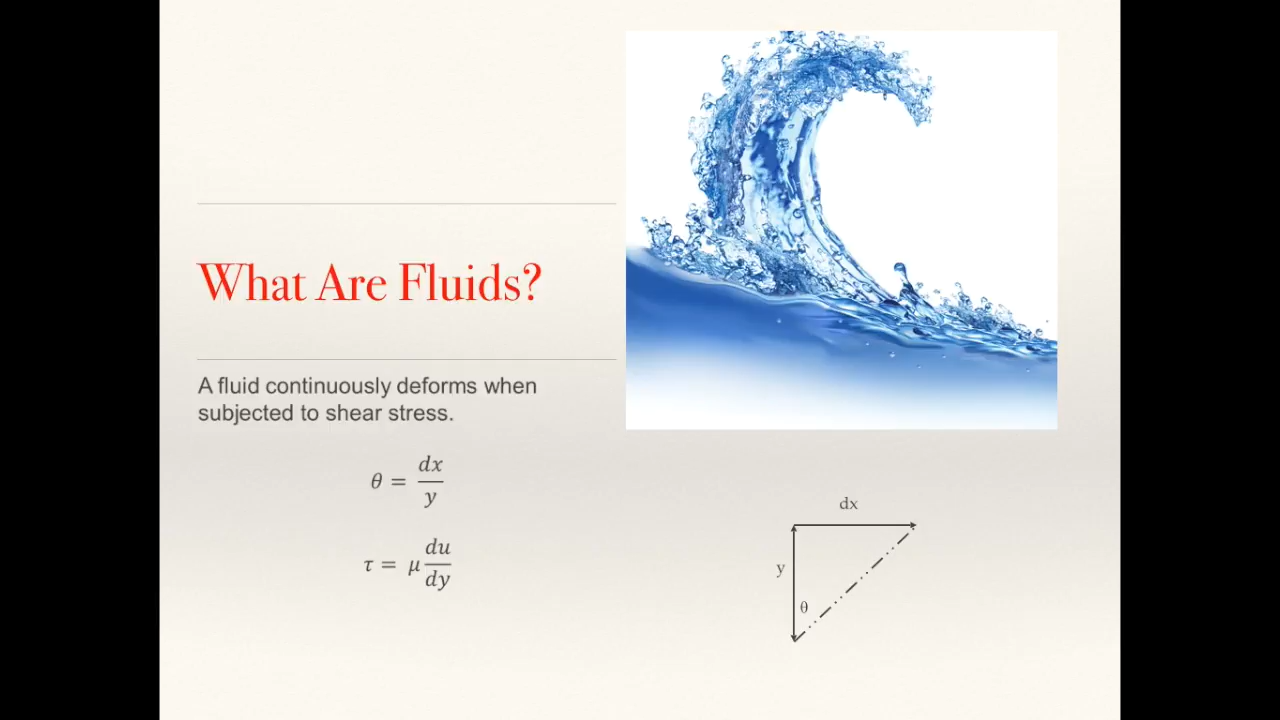 What Are Fluids?
A fluid continuously deforms when
subjected to shear stress.
θ = dx/y
τ = μ du/dy
dx
y
θ